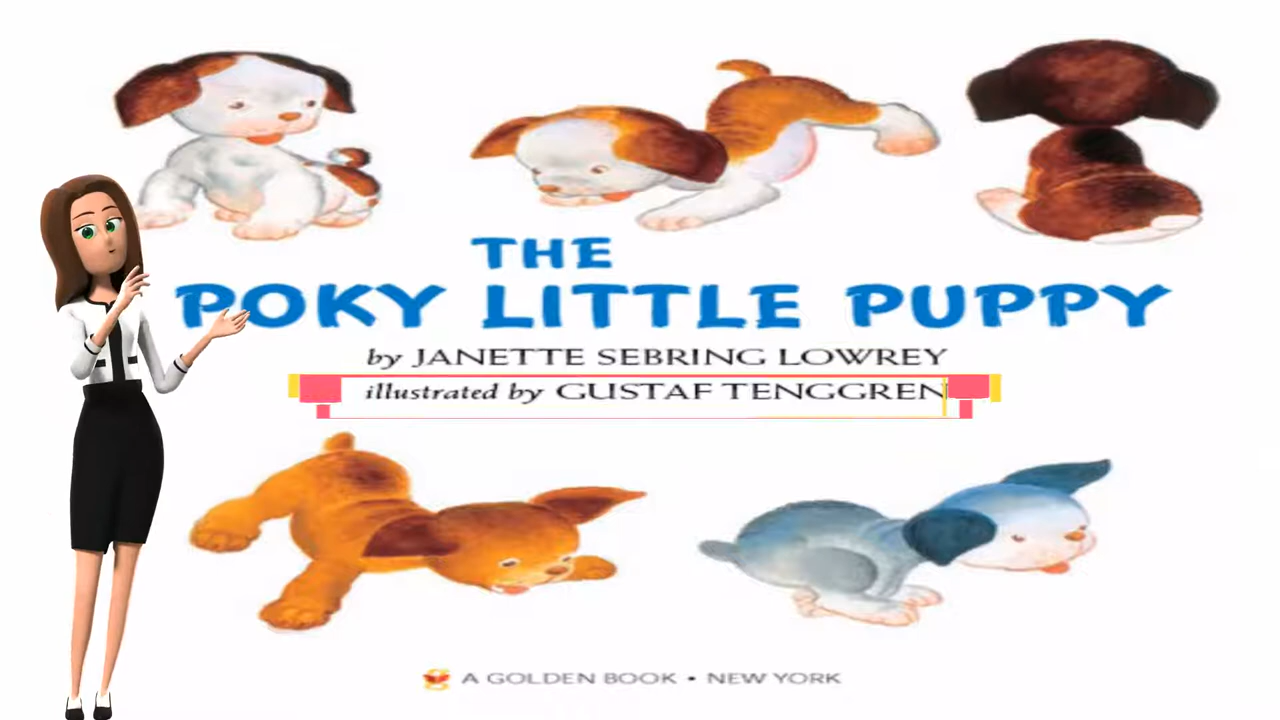 THE
POKY LITTLE PUPPY
by JANETTE SEBRING LOWREY
illustrated by GUSTAF TENGGREN
A GOLDEN BOOK • NEW YORK